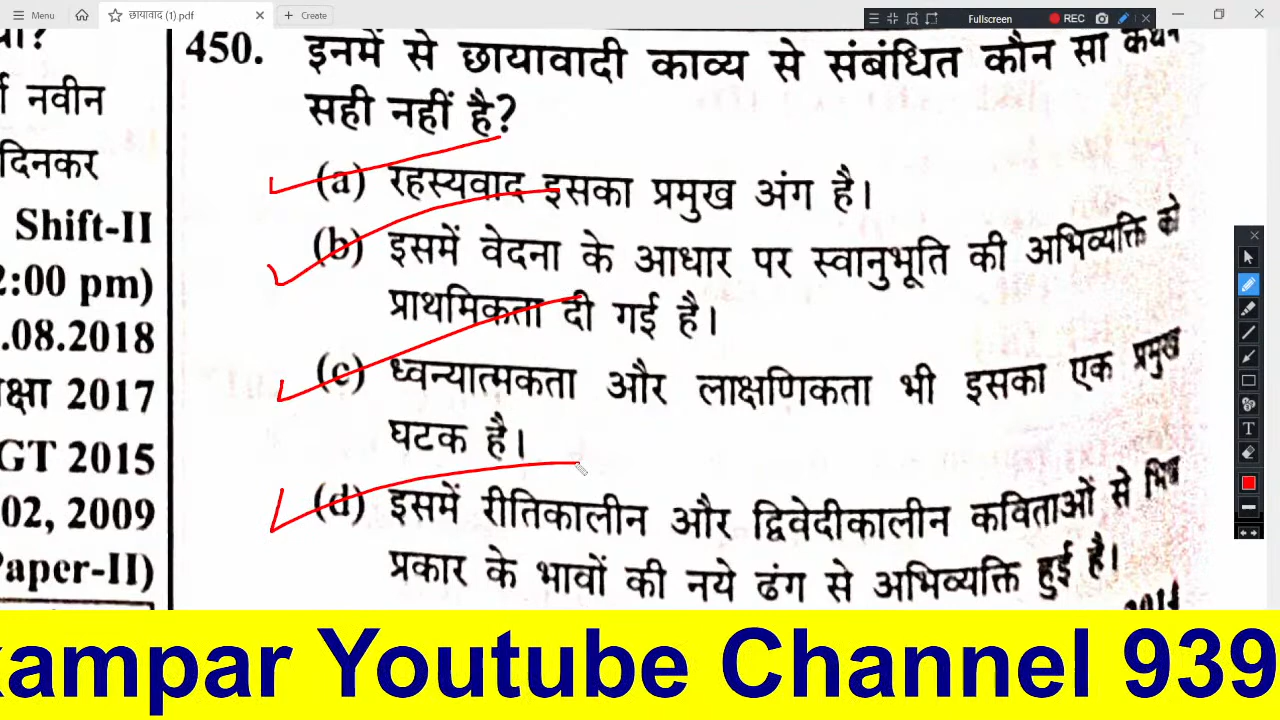 Menu
छायावाद (1).pdf
Create
Fullscreen
REC
नवीन
दिनकर
Shift-II
2:00 pm)
.08.2018
2017
GT 2015
02, 2009
Paper-II)
450. इनमें से छायावादी काव्य से संबंधित कौन सा कथन
सही नहीं है?
(a) रहस्यवाद इसका प्रमुख अंग है।
(b) इसमें वेदना के आधार पर स्वानुभूति की अभिव्यक्ति को
प्राथमिकता दी गई है।
(c) ध्वन्यात्मकता और लाक्षणिकता भी इसका एक प्रमुख
घटक है।
(d) इसमें रीतिकालीन और द्विवेदीकालीन कविताओं से भिन्न
प्रकार के भावों की नये ढंग से अभिव्यक्ति हुई है।
xampar Youtube Channel 939